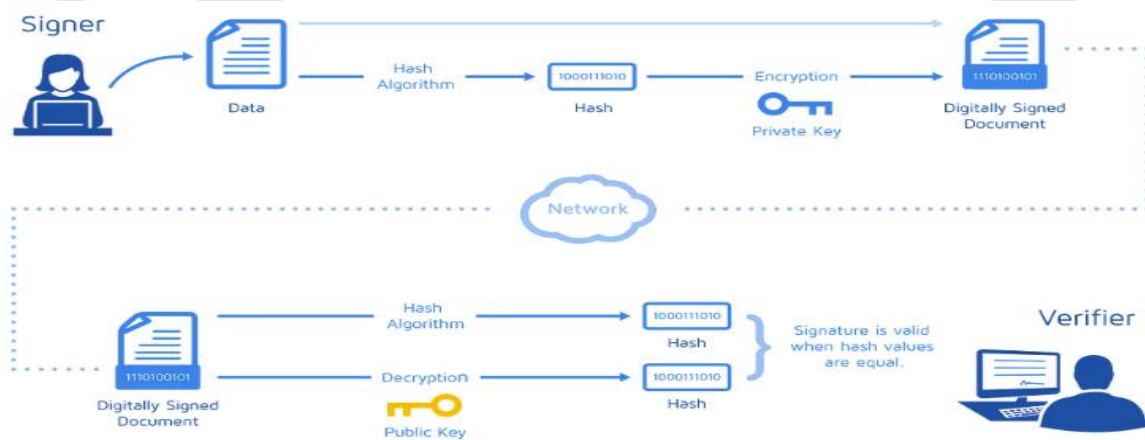 Signer
Data
Hash
Algorithm
1000111010
Hash
Encryption
Private Key
1110100101
Digitally Signed
Document
Network
1110100101
Digitally Signed
Document
Hash
Algorithm
1000111010
Hash
Decryption
Public Key
1000111010
Hash
Signature is valid
when hash values
are equal.
Verifier